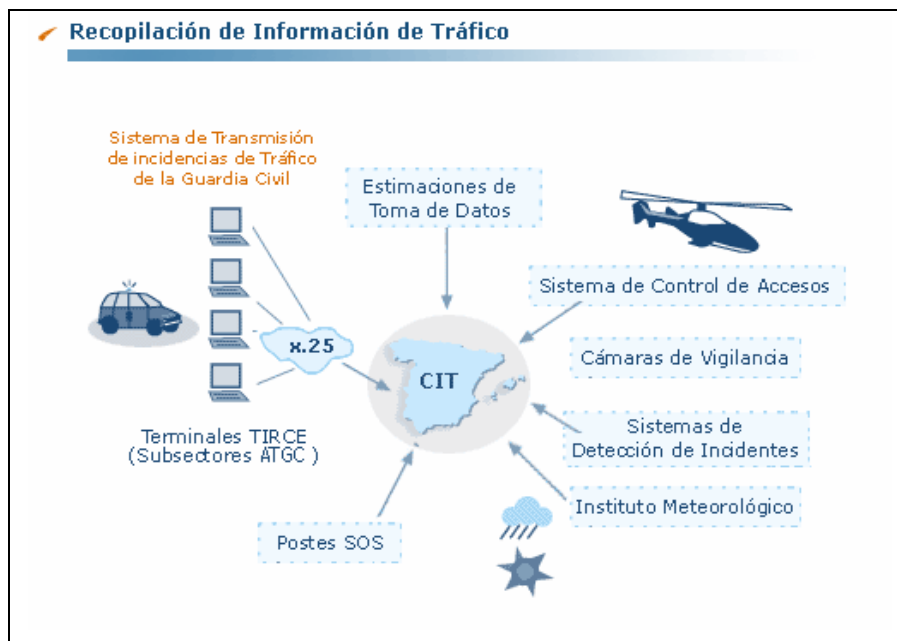 Recopilación de Información de Tráfico
Sistema de Transmisión
de incidencias de Tráfico
de la Guardia Civil
Estimaciones de
Toma de Datos
Sistema de Control de Accesos
x.25
CIT
Cámaras de Vigilancia
Terminales TIRCE
(Subsectores ATGC )
Sistemas de
Detección de Incidentes
Instituto Meteorológico
Postes SOS